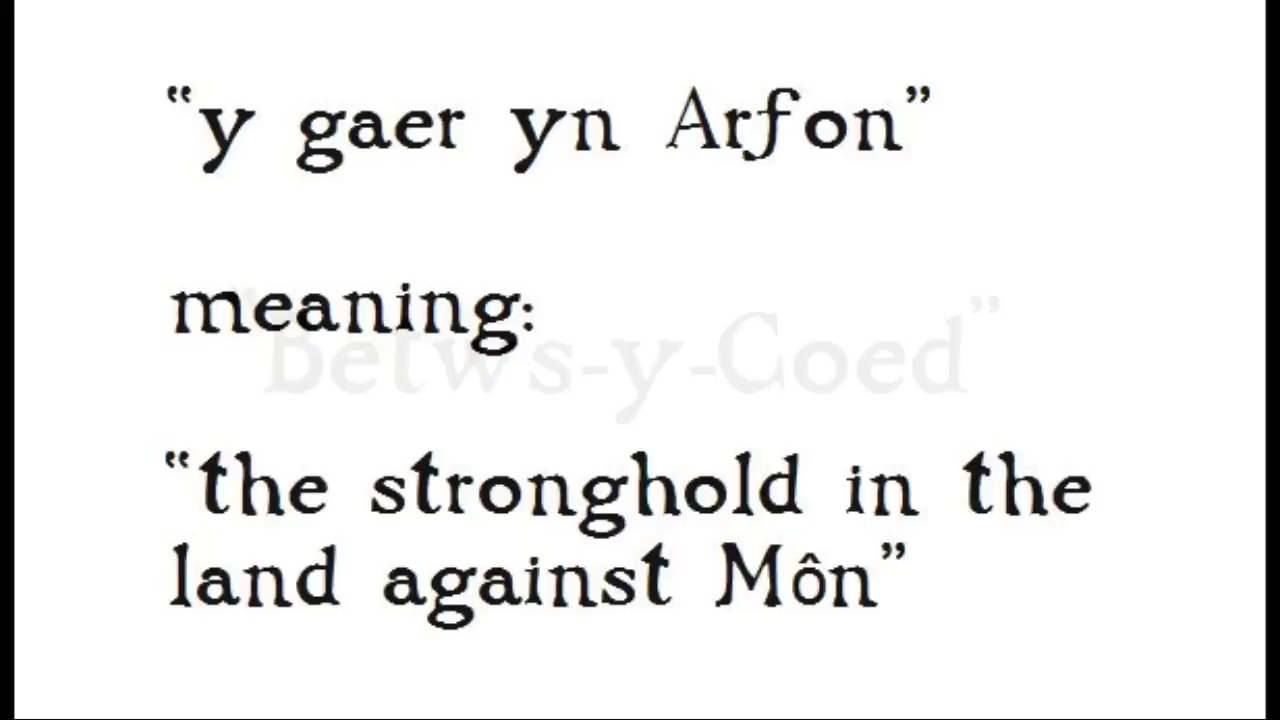 “y gaer yn Arfon”
meaning:
Betws-y-Coed”
“the stronghold in the
land against Môn”